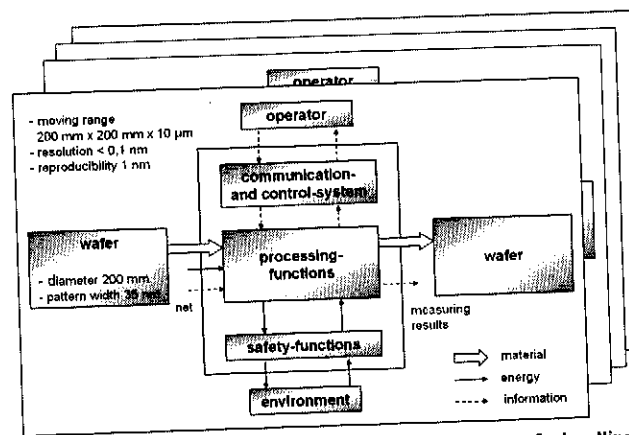 operator
- moving range
200 mm x 200 mm x 10 µm
- resolution < 0,1 nm
- reproducibility 1 nm
operator
communication-
and control-system
wafer
- diameter 200 mm
- pattern width 35 nm
net
processing-
functions
wafer
measuring
results
safety-functions
environment
material
energy
information